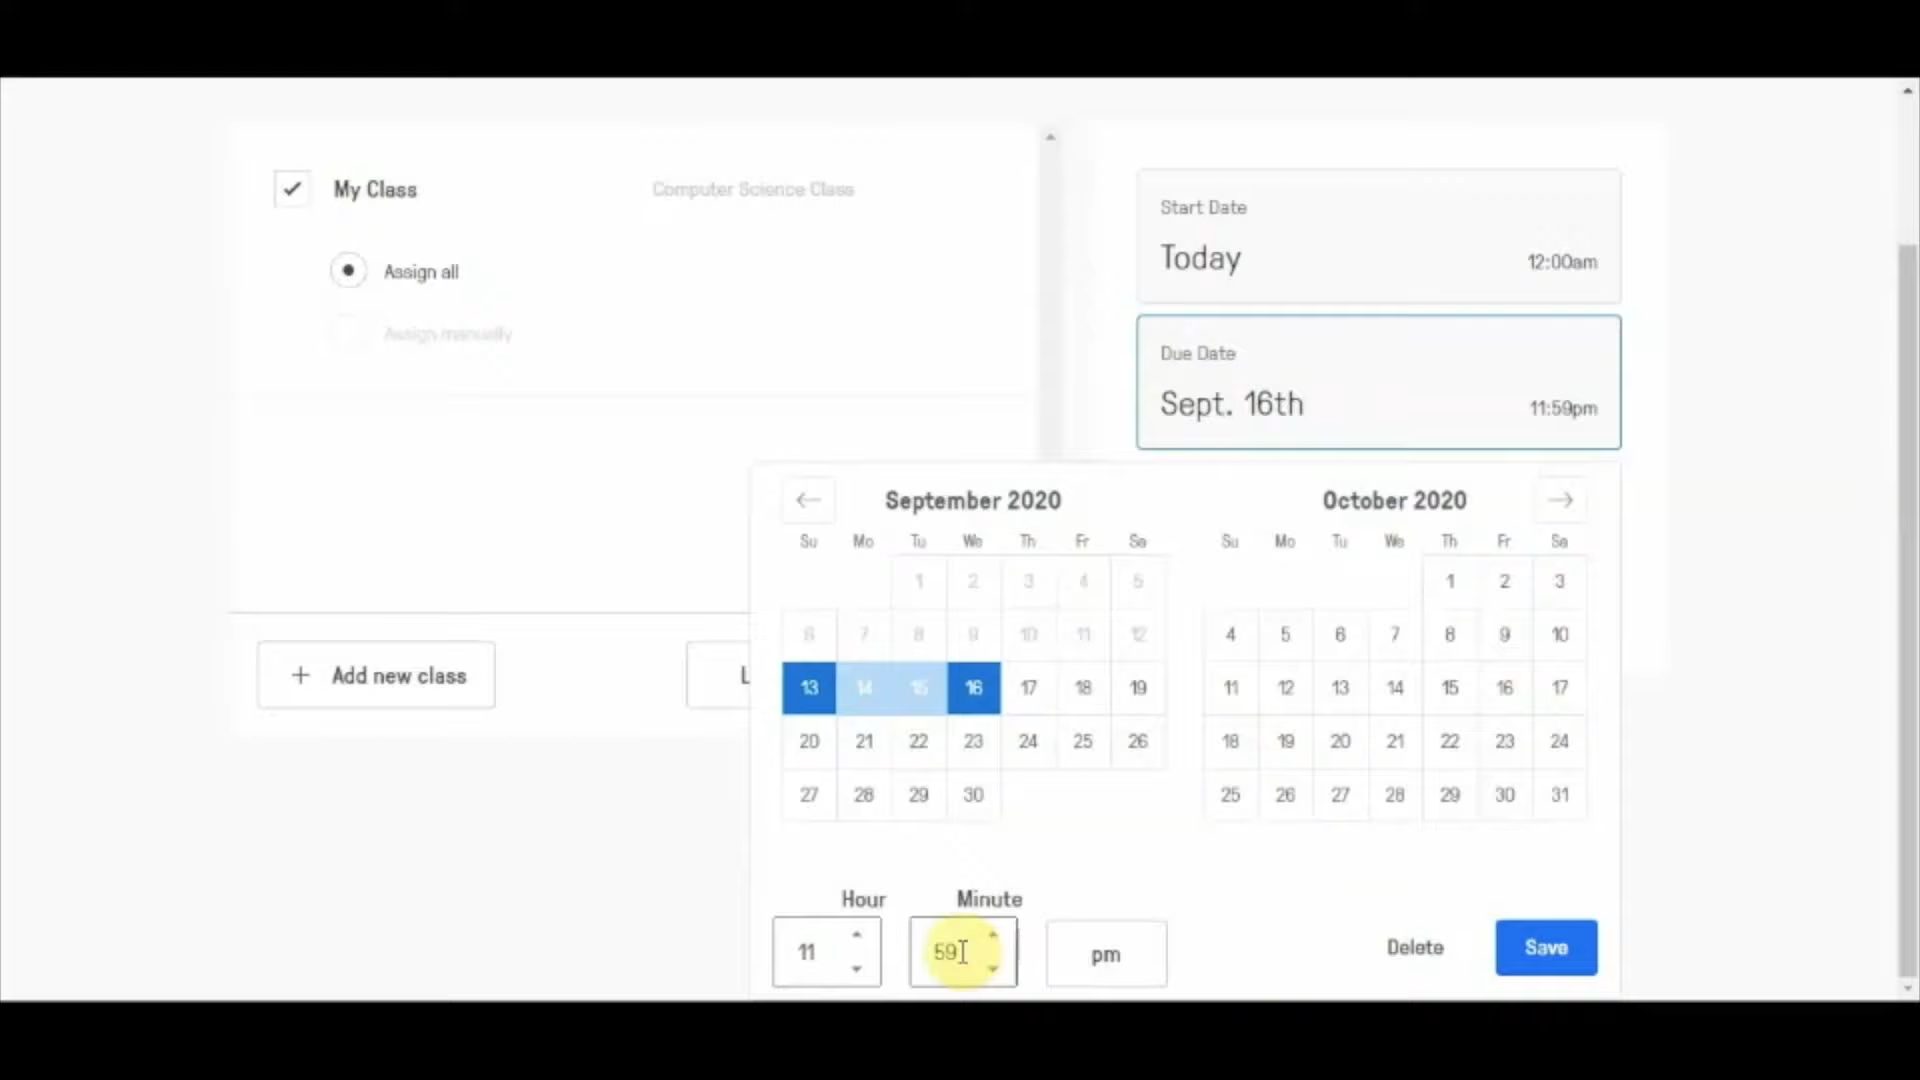 My Class
Computer Science Class
Assign all
Assign manually
Start Date
Today
12:00am
Due Date
Sept. 16th
11:59pm
September 2020
October 2020
Su Mo Tu We Th Fr Sa
Su Mo Tu We Th Fr Sa
1 2 3 4 5
1 2 3
6 7 8 9 10 11 12
4 5 6 7 8 9 10
13 14 15 16 17 18 19
11 12 13 14 15 16 17
20 21 22 23 24 25 26
18 19 20 21 22 23 24
27 28 29 30
25 26 27 28 29 30 31
+ Add new class
L
Hour
Minute
11
59
pm
Delete
Save